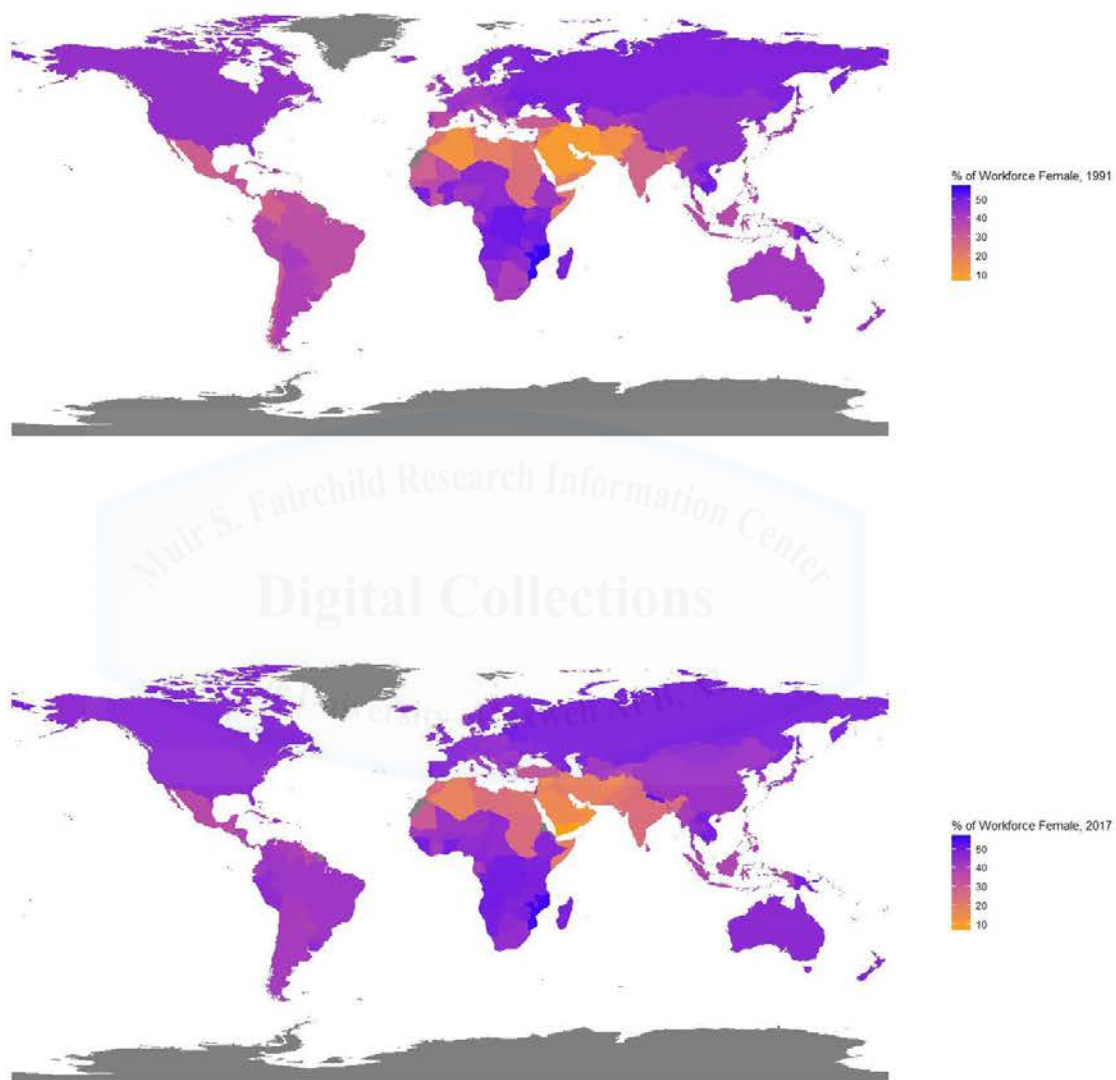 % of Workforce Female, 1991
50
40
30
20
10
Muir S. Fairchild Research Information Center
Digital Collections
% of Workforce Female, 2017
50
40
30
20
10